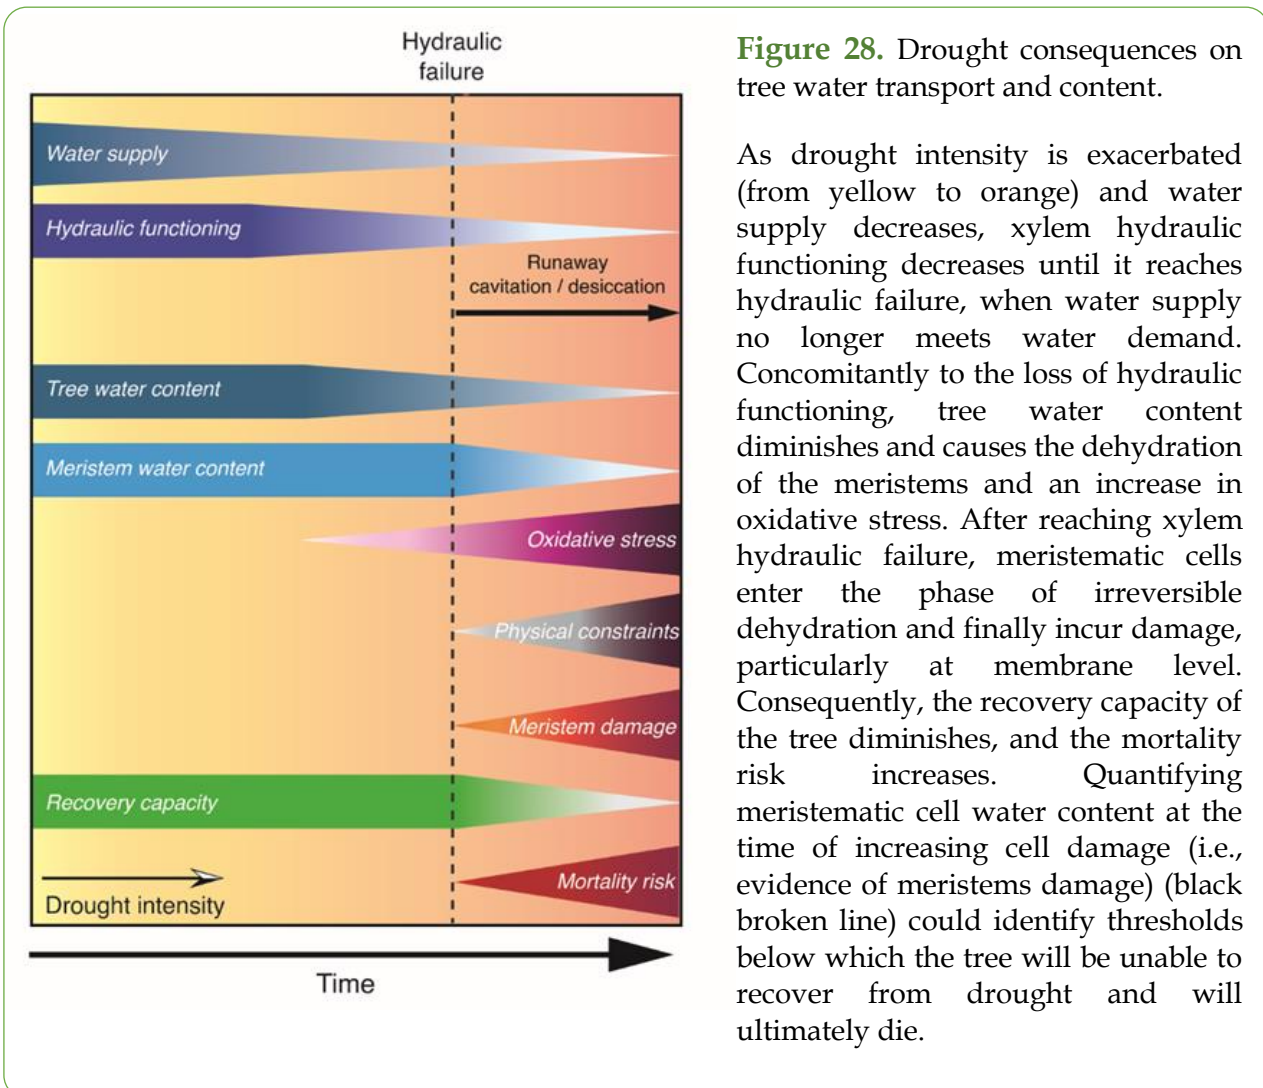 Hydraulic
failure
Water supply
Hydraulic functioning
Runaway
cavitation / desiccation
Tree water content
Meristem water content
Oxidative stress
Physical constraints
Meristem damage
Recovery capacity
Mortality risk
Drought intensity
Time
Figure 28. Drought consequences on
tree water transport and content.
As drought intensity is exacerbated
(from yellow to orange) and water
supply decreases, xylem hydraulic
functioning decreases until it reaches
hydraulic failure, when water supply
no longer meets water demand.
Concomitantly to the loss of hydraulic
functioning, tree water content
diminishes and causes the dehydration
of the meristems and an increase in
oxidative stress. After reaching xylem
hydraulic failure, meristematic cells
enter the phase of irreversible
dehydration and finally incur damage,
particularly at membrane level.
Consequently, the recovery capacity of
the tree diminishes, and the mortality
risk increases. Quantifying
meristematic cell water content at the
time of increasing cell damage (i.e.,
evidence of meristems damage) (black
broken line) could identify thresholds
below which the tree will be unable to
recover from drought and will
ultimately die.